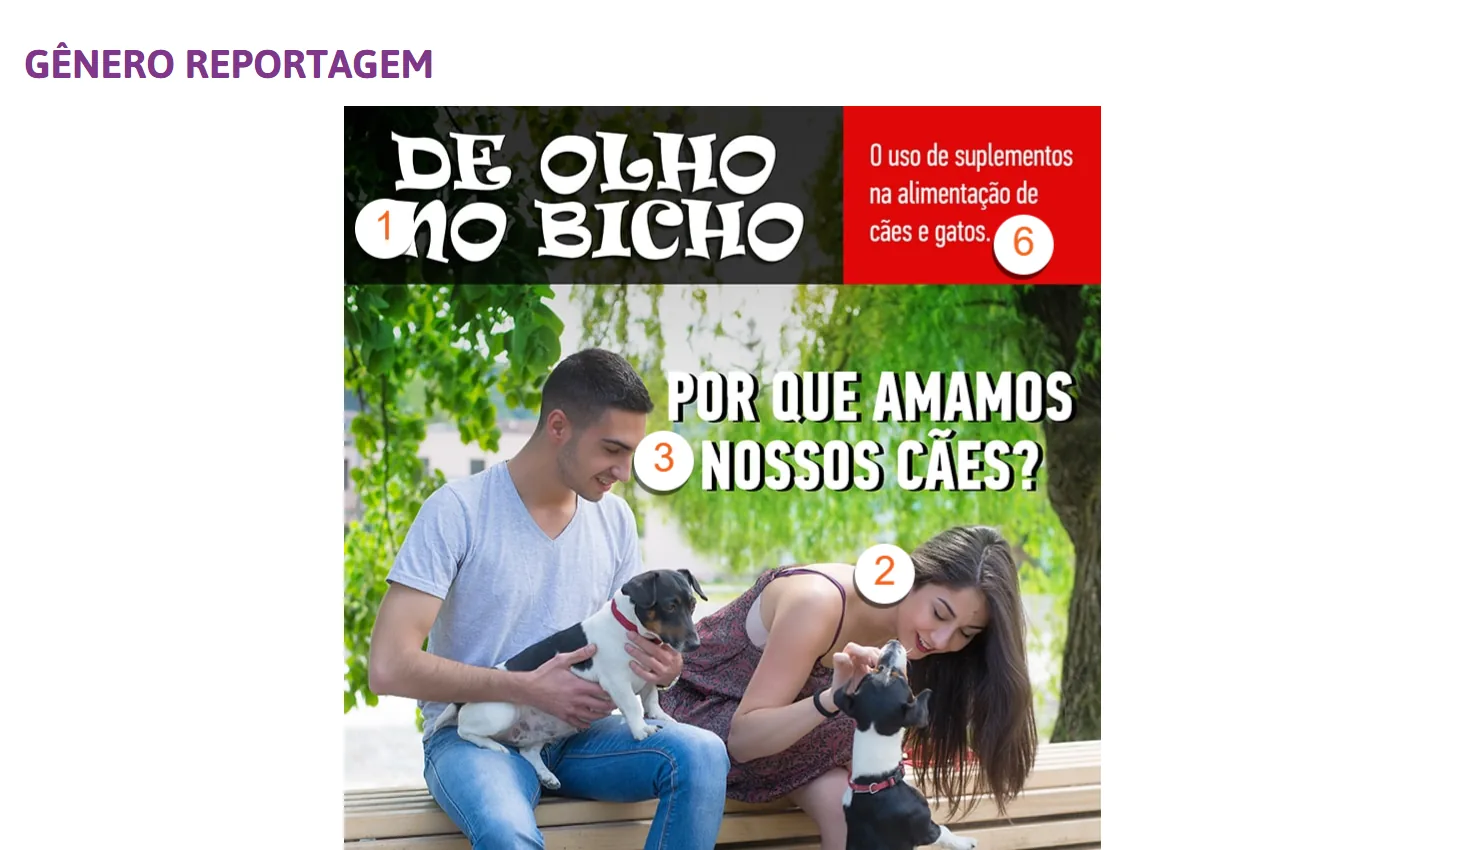 GÊNERO REPORTAGEM
DE OLHO
NO BICHO
1
O uso de suplementos
na alimentação de
cães e gatos.
6
POR QUE AMAMOS
NOSSOS CÃES?
3
2